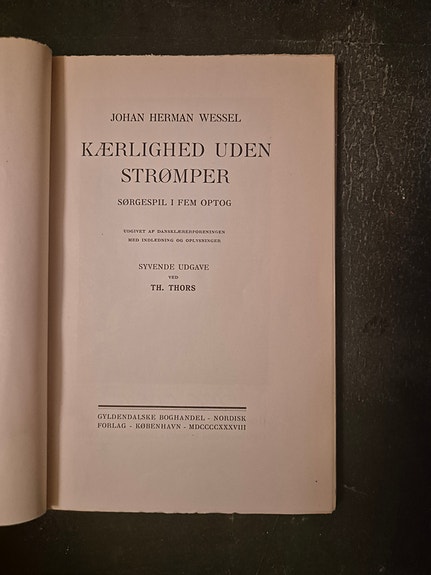 JOHAN HERMAN WESSEL
KÆRLIGHED UDEN
STRØMPER
SØRGESPIL I FEM OPTOG
UDGIVET AF DANSKLÆRERFORENINGEN
MED INDLEDNING OG OPLYSNINGER
SYVENDE UDGAVE
VED
TH. THORS
GYLDENDALSKE BOGHANDEL - NORDISK
FORLAG - KØBENHAVN - MDCCCCXXXVIII